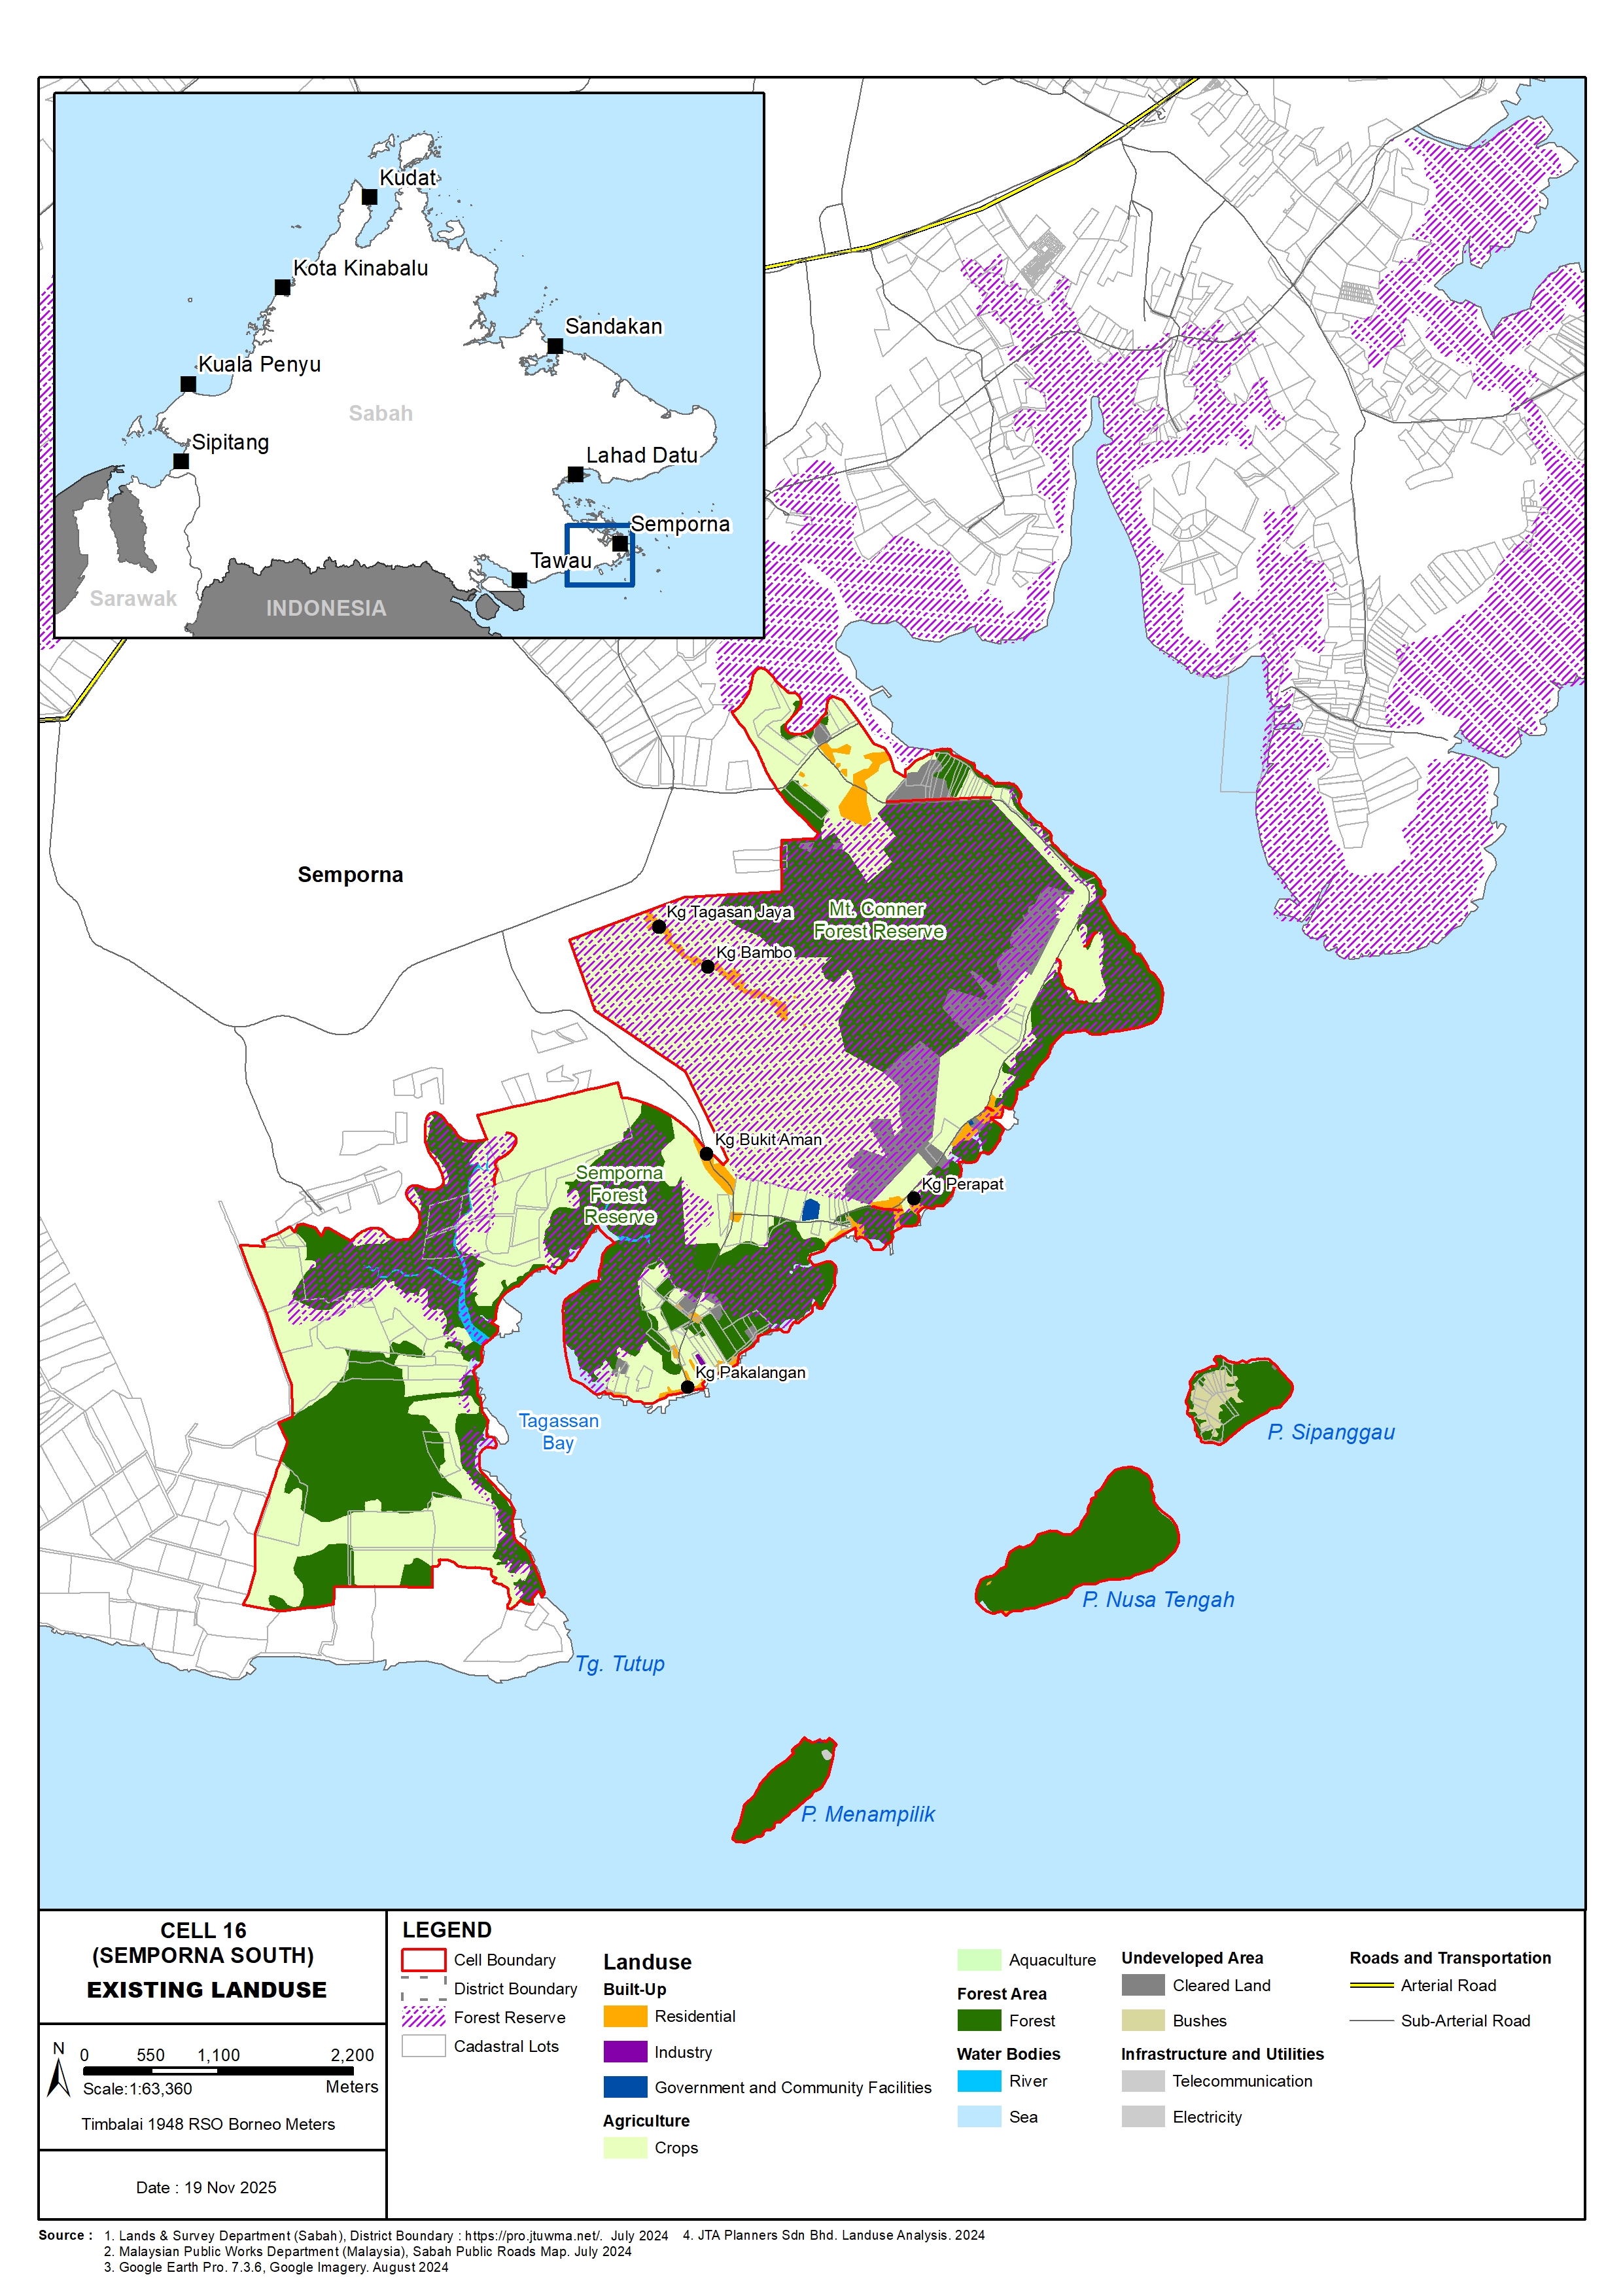 Kudat
Kota Kinabalu
Sandakan
Kuala Penyu
Sabah
Sipitang
Lahad Datu
Semporna
Tawau
Sarawak
INDONESIA
Semporna
Mt. Conner
Forest Reserve
Kg Tagasan Jaya
Kg Bambo
Kg Bukit Aman
Semporna
Forest
Reserve
Kg Perapat
Kg Pakalangan
Tagassan
Bay
P. Sipanggau
P. Nusa Tengah
Tg. Tutup
P. Menampilik
CELL 16
(SEMPORNA SOUTH)
EXISTING LANDUSE
N
0 550 1,100 2,200
Scale:1:63,360 Meters
Timbalai 1948 RSO Borneo Meters
Date : 19 Nov 2025
LEGEND
Cell Boundary
District Boundary
Forest Reserve
Cadastral Lots
Landuse
Built-Up
Residential
Industry
Government and Community Facilities
Agriculture
Crops
Aquaculture
Forest Area
Forest
Water Bodies
River
Sea
Undeveloped Area
Cleared Land
Bushes
Infrastructure and Utilities
Telecommunication
Electricity
Roads and Transportation
Arterial Road
Sub-Arterial Road
Source : 1. Lands & Survey Department (Sabah), District Boundary : https://pro.jtuwma.net/. July 2024 4. JTA Planners Sdn Bhd. Landuse Analysis. 2024
2. Malaysian Public Works Department (Malaysia), Sabah Public Roads Map. July 2024
3. Google Earth Pro. 7.3.6, Google Imagery. August 2024